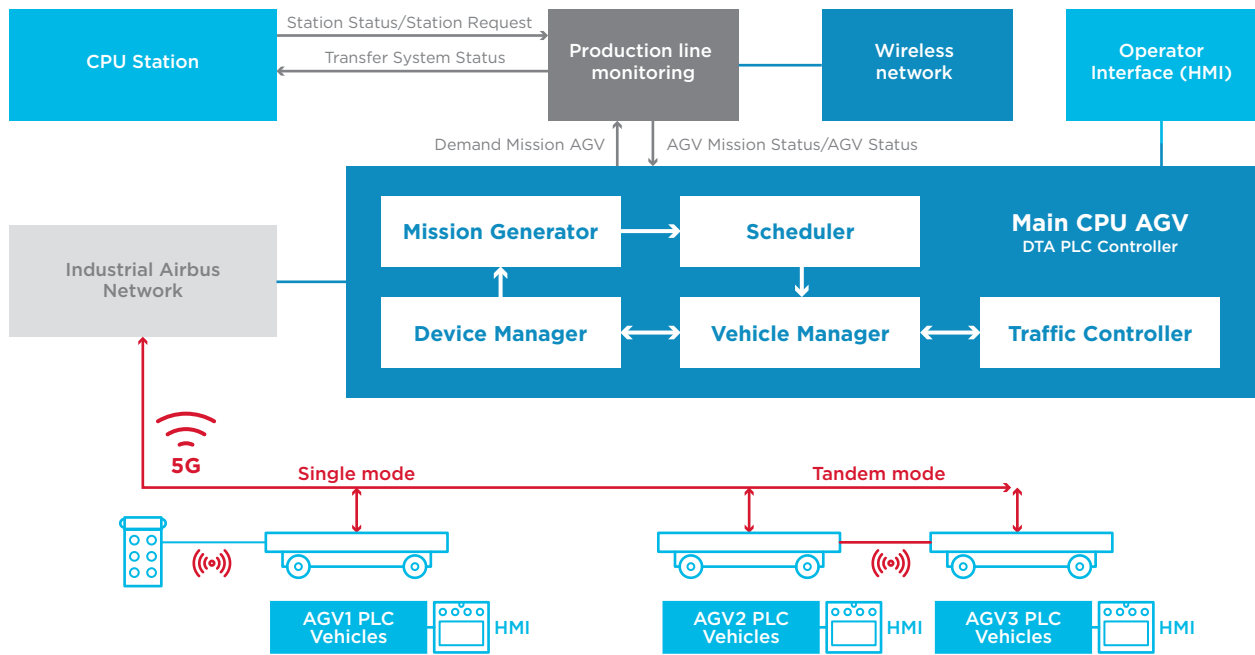 Station Status/Station Request
CPU Station
Transfer System Status
Production line
monitoring
Wireless
network
Operator
Interface (HMI)
Demand Mission AGV
AGV Mission Status/AGV Status
Mission Generator
Scheduler
Main CPU AGV
DTA PLC Controller
Industrial Airbus
Network
Device Manager
Vehicle Manager
Traffic Controller
5G
Single mode
Tandem mode
AGV1 PLC
Vehicles
HMI
AGV2 PLC
Vehicles
HMI
AGV3 PLC
Vehicles
HMI